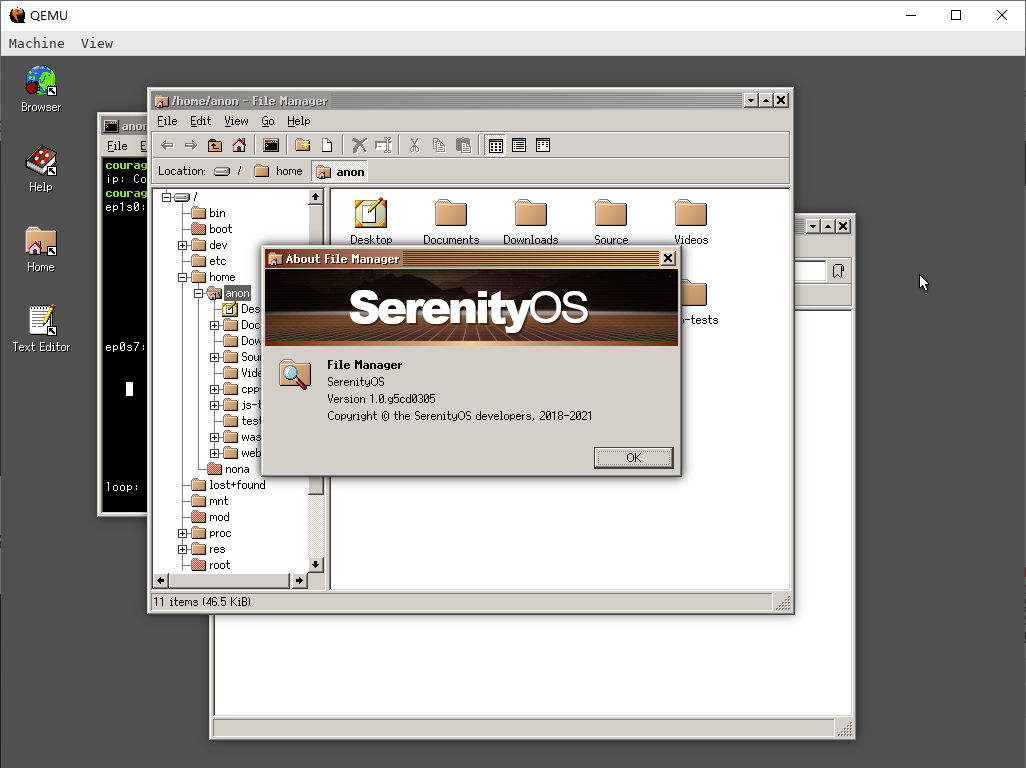 QEMU
Machine View
Browser
Help
Home
Text Editor
anon
File E
courag
ip: Co
courag
ep1s0:
ep0s7:
loop:
/home/anon - File Manager
File Edit View Go Help
Location: / home anon
/
bin
boot
dev
etc
home
anon
Des
Doc
Dow
Sou
Vide
cpp-
js-t
test
was
web
nona
lost+found
mnt
mod
proc
res
root
Desktop Documents Downloads Source Videos
-tests
11 items (46.5 KiB)
About File Manager
SerenityOS
File Manager
SerenityOS
Version 1.0.g5cd0305
Copyright © the SerenityOS developers, 2018-2021
OK